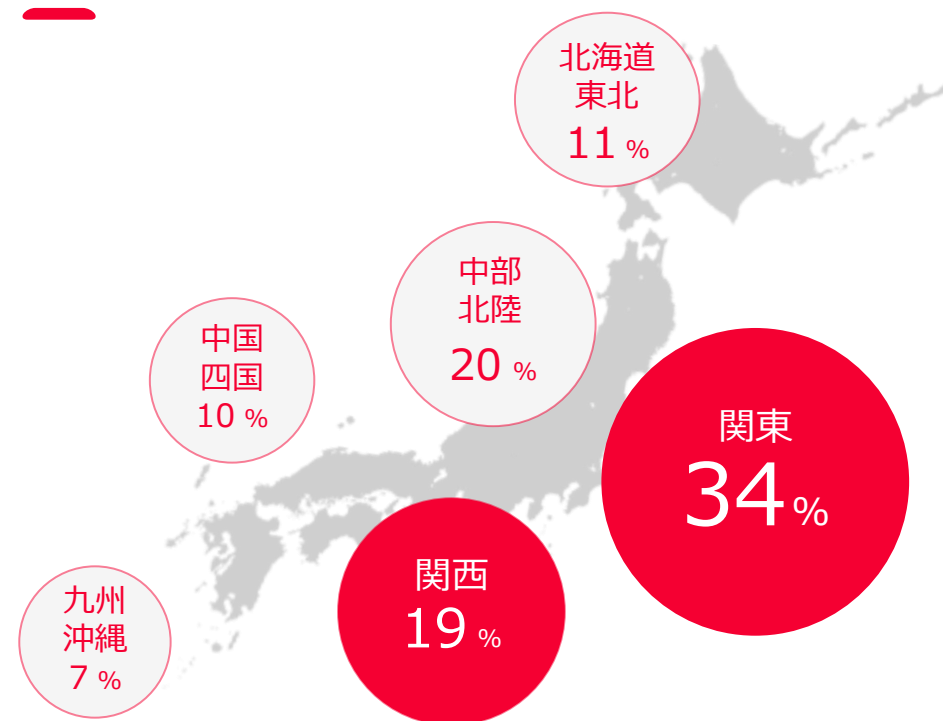 北海道
東北
11 %
中部
北陸
20 %
中国
四国
10 %
関東
34 %
関西
19 %
九州
沖縄
7 %